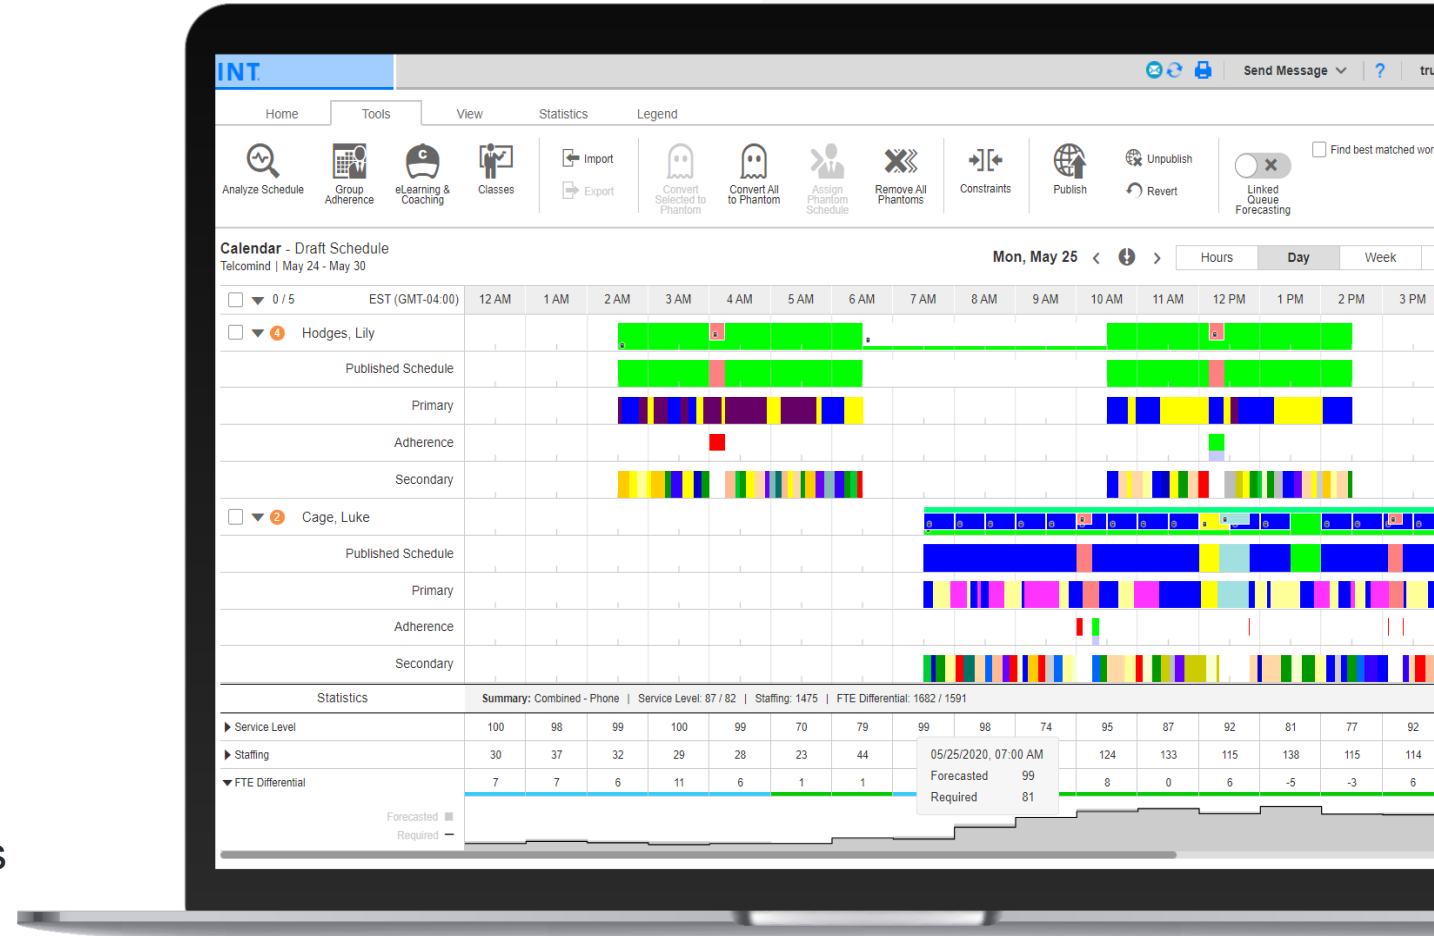 INT.
Send Message
?
Home
Tools
View
Statistics
Legend
Analyze Schedule
Group
Adherence
C
eLearning &
Coaching
Classes
Import
Export
Convert
Selected to
Phantom
Convert All
to Phantom
Assign
Phantom
Schedule
Remove All
Phantoms
Constraints
Publish
Unpublish
Revert
Linked
Queue
Forecasting
Find best matched
Calendar - Draft Schedule
Telcomind | May 24 - May 30
Mon, May 25
Hours
Day
Week
0 / 5
EST (GMT-04:00)
12 AM 1 AM 2 AM 3 AM 4 AM 5 AM 6 AM 7 AM 8 AM 9 AM 10 AM 11 AM 12 PM 1 PM 2 PM 3 PM
4 Hodges, Lily
Published Schedule
Primary
Adherence
Secondary
2 Cage, Luke
Published Schedule
Primary
Adherence
Secondary
Statistics
Summary: Combined - Phone | Service Level: 87 / 82 | Staffing: 1475 | FTE Differential: 1682 / 1591
Service Level 100 98 99 100 99 70 79 99 98 74 95 87 92 81 77 92
Staffing 30 37 32 29 28 23 44 124 133 115 138 115 114
FTE Differential 7 7 6 11 6 1 1 8 0 6 -5 -3 6
05/25/2020, 07:00 AM
Forecasted 99
Required 81
Forecasted
Required
s